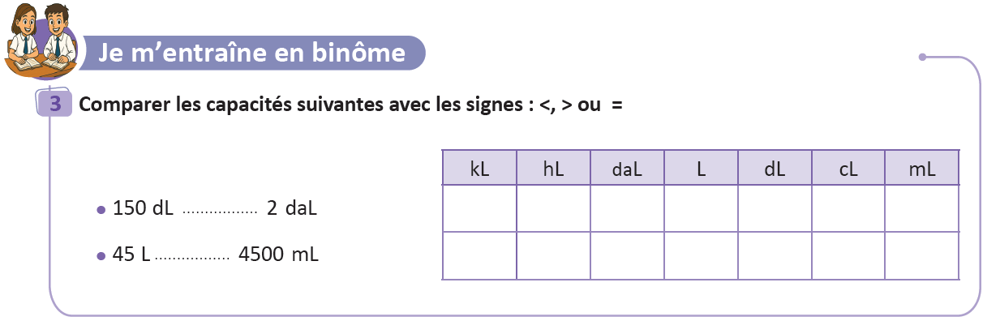 Je m’entraîne en binôme
3 Comparer les capacités suivantes avec les signes : <, > ou =
kL hL daL L dL cL mL
• 150 dL ................. 2 daL
• 45 L ................. 4500 mL